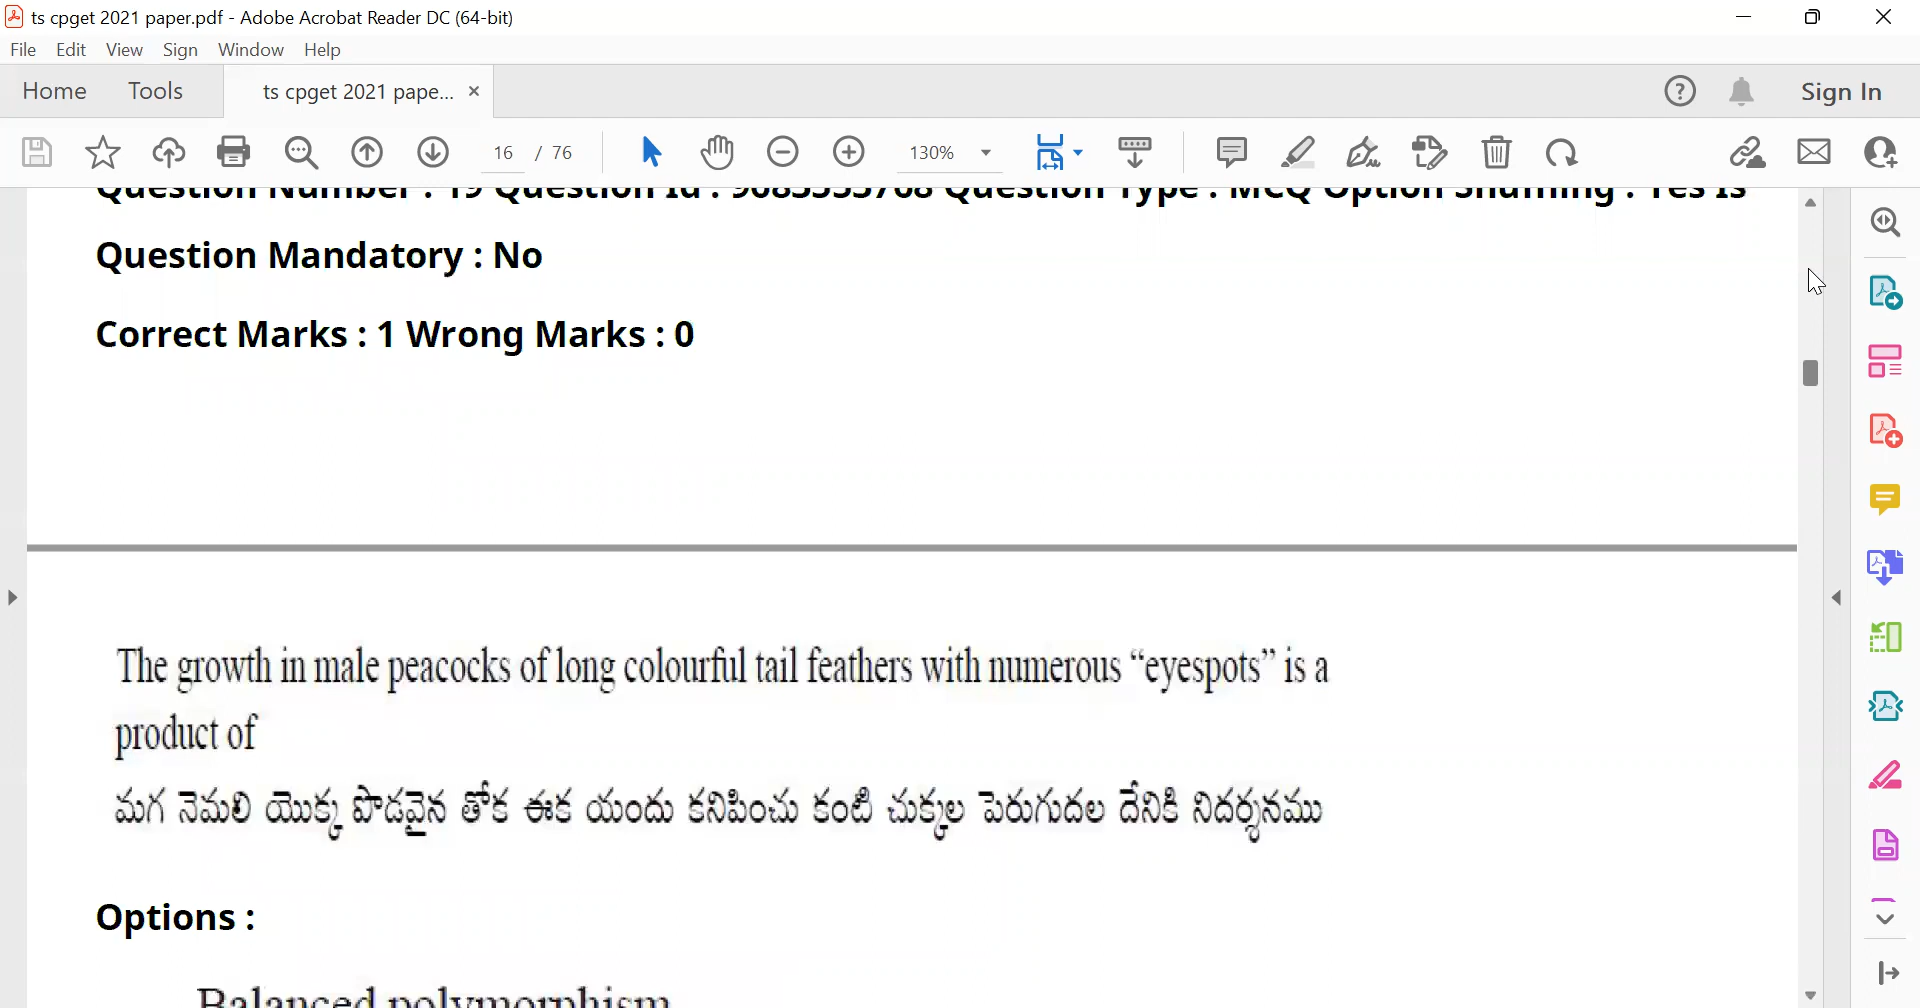 ts cpget 2021 paper.pdf - Adobe Acrobat Reader DC (64-bit)
File Edit View Sign Window Help
Home Tools ts cpget 2021 pape... × Sign In
16 / 76 130%
Question Number : 19 Question Id : 9083535768 Question Type : MCQ Option Shuffling : Yes Is
Question Mandatory : No
Correct Marks : 1 Wrong Marks : 0
The growth in male peacocks of long colourful tail feathers with numerous “eyespots” is a
product of
మగ నెమలి యొక్క పొడవైన తోక ఈక యందు కనిపించు కంటి చుక్కల పెరుగుదల దేనికి నిదర్శనము
Options :
Balanced polymorphism